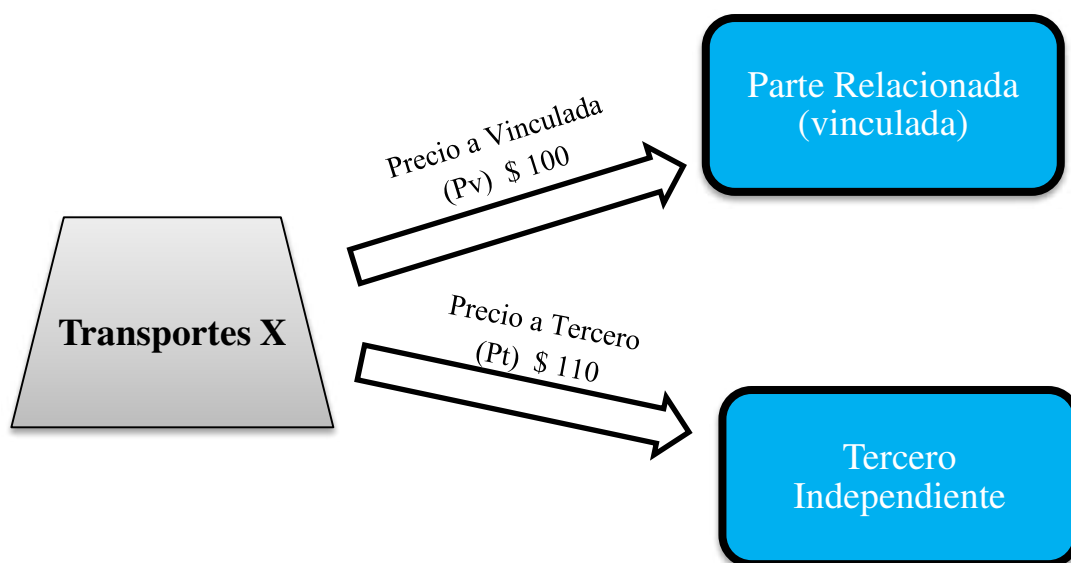 Parte Relacionada
(vinculada)
Precio a Vinculada
(Pv) $ 100
Transportes X
Precio a Tercero
(Pt) $ 110
Tercero
Independiente